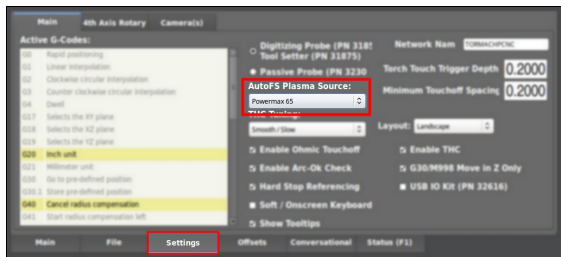 Main    4th Axis Rotary    Camera(s)
Active G-Codes:
G0 Rapid positioning
G1 Linear interpolation
G2 Clockwise circular interpolation
G3 Counter clockwise circular interpolation
G4 Dwell
G17 Selects the XY plane
G18 Selects the XZ plane
G19 Selects the YZ plane
G20 Inch unit
G21 Millimeter unit
G30 Go to pre-defined position
G30.1 Store pre-defined position
G40 Cancel radius compensation
G41 Start radius compensation left
Digitizing Probe (PN 318
Tool Setter (PN 31875)
Passive Probe (PN 3230
AutoFS Plasma Source:
Powermax 65
THC Tuning:
Smooth / Slow
Enable Ohmic Touchoff
Enable Arc-Ok Check
Hard Stop Referencing
Soft / Onscreen Keyboard
Show Tooltips
Network Nam TORMACHPCNC
Torch Touch Trigger Depth 0.2000
Minimum Touchoff Spacing 0.2000
Layout: Landscape
Enable THC
G30/M998 Move in Z Only
USB IO Kit (PN 32616)
Main    File    Settings    Offsets    Conversational    Status (F1)